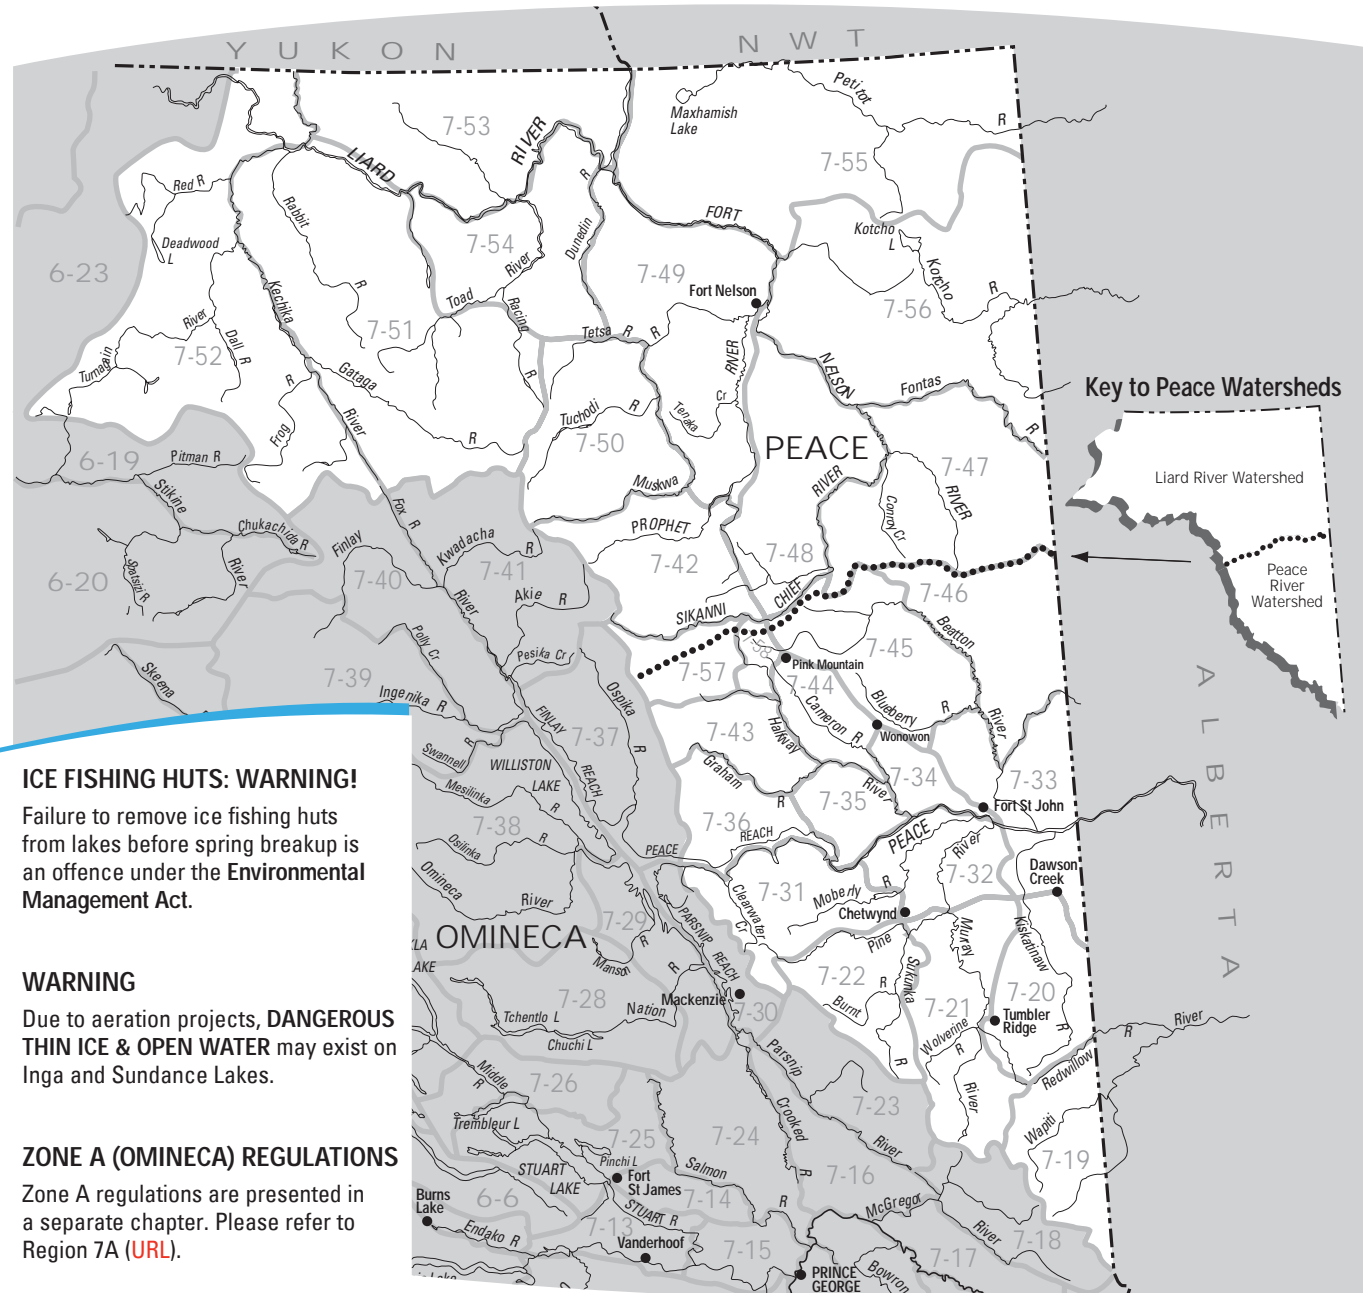 YUKON
NWT
Petitot
R
Maxhamish
Lake
7-53
LIARD
RIVER
7-55
Red R
Rabbit
R
Deadwood
L
FORT
Kotcho
L
Kotcho
R
7-54
Dunedin
R
7-49
Fort Nelson
6-23
Kechika
Toad
River
Racing
R
7-56
River
7-51
Tetsa R
R
RIVER
NELSON
Turnagain
7-52
Dall R
Gataga
R
Fontas
R
Key to Peace Watersheds
R
River
Tuchodi
R
Tenaka
Cr
7-50
PEACE
Frog
6-19
Pitman R
Liard River Watershed
Muskwa
RIVER
7-47
RIVER
Stikine
Fox R
PROPHET
Conroy Cr
Chukachida R
Finlay
Kwadacha
R
7-42
7-48
6-20
Spatsizi R
River
7-40
7-41
Akie R
Peace
River
Watershed
River
SIKANNI
CHIEF
7-46
Beatton
Polly Cr
Pesika Cr
7-58
7-45
Pink Mountain
Skeena
7-39
Ingenika R
Ospika
R
7-57
7-44
ALBERTA
Blueberry
R
River
FINLAY
REACH
7-37
7-43
Halfway
Cameron
R
Wonowon
Swannell
R
WILLISTON
LAKE
Graham
R
River
7-34
7-33
Mesilinka
R
7-35
Fort St John
7-38
7-36
REACH
PEACE
Osilinka
R
PEACE
River
Dawson
Creek
Omineca
River
7-31
Moberly
R
7-32
Clearwater
Cr
Chetwynd
7-29
OMINECA
PARSNIP
REACH
Pine
R
Murray
Kiskatinaw
R
Manson
R
Sukunka
R
7-22
KLA
AKE
7-28
Nation
R
Mackenzie
7-30
Burnt
7-21
7-20
Tumbler
Ridge
Tchentlo L
Chuchi L
Wolverine
R
River
Redwillow
R
River
Parsnip
River
Middle
R
7-26
7-23
Crooked
R
Wapiti
Trembleur L
7-25
7-24
7-19
Pinchi L
STUART
LAKE
Fort
St James
Salmon
R
7-16
Burns
Lake
6-6
STUART R
7-14
McGregor
River
Endako R
7-13
Vanderhoof
7-15
7-18
7-17
PRINCE
GEORGE
Bowron
ICE FISHING HUTS: WARNING!
Failure to remove ice fishing huts
from lakes before spring breakup is
an offence under the Environmental
Management Act.
WARNING
Due to aeration projects, DANGEROUS
THIN ICE & OPEN WATER may exist on
Inga and Sundance Lakes.
ZONE A (OMINECA) REGULATIONS
Zone A regulations are presented in
a separate chapter. Please refer to
Region 7A (URL).